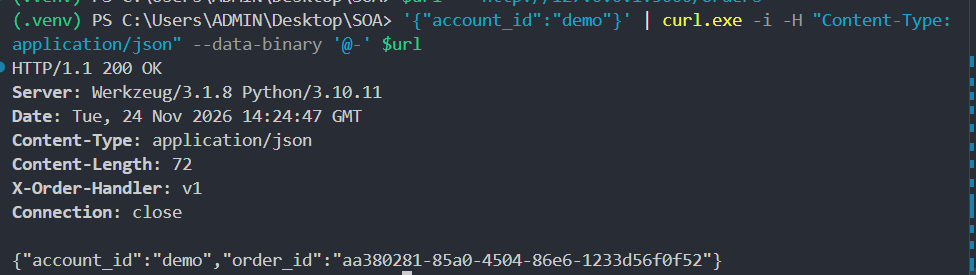 (.venv) PS C:\Users\ADMIN\Desktop\SOA> '{"account_id":"demo"}' | curl.exe -i -H "Content-Type:
application/json" --data-binary '@-' $url
HTTP/1.1 200 OK
Server: Werkzeug/3.1.8 Python/3.10.11
Date: Tue, 24 Nov 2026 14:24:47 GMT
Content-Type: application/json
Content-Length: 72
X-Order-Handler: v1
Connection: close
{"account_id":"demo","order_id":"aa380281-85a0-4504-86e6-1233d56f0f52"}